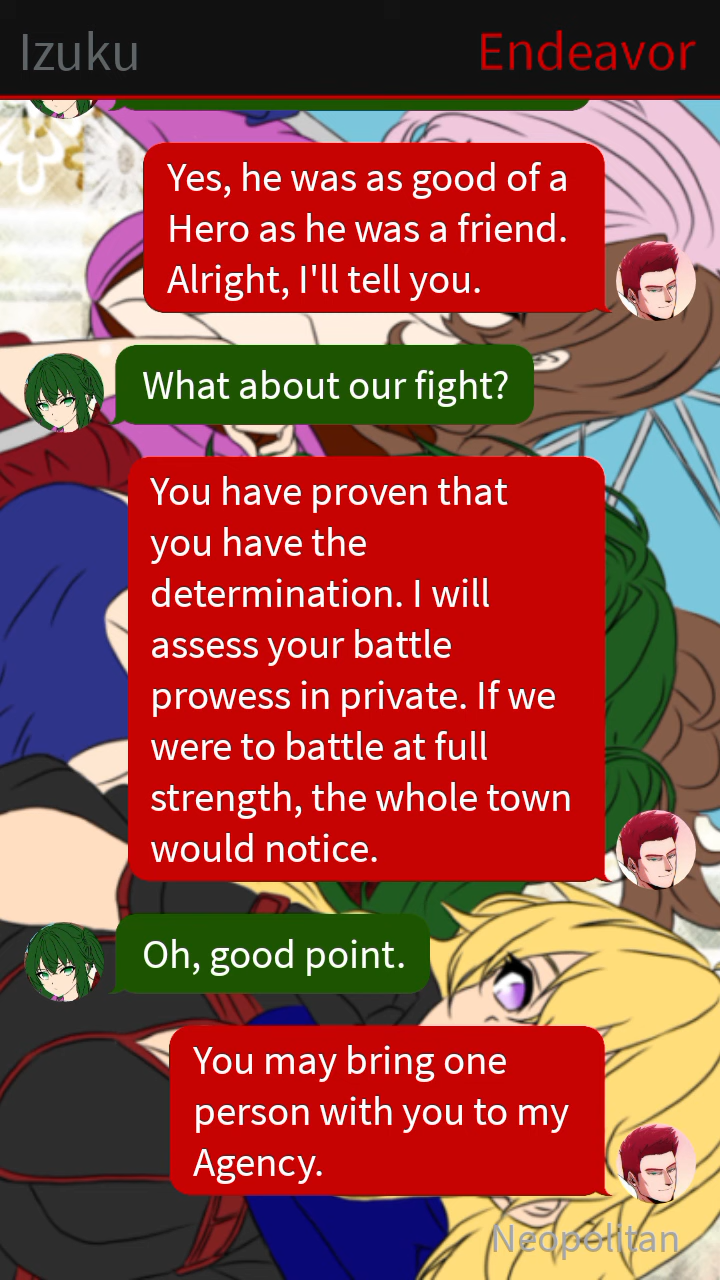 Izuku
Endeavor
Yes, he was as good of a
Hero as he was a friend.
Alright, I'll tell you.
What about our fight?
You have proven that
you have the
determination. I will
assess your battle
prowess in private. If we
were to battle at full
strength, the whole town
would notice.
Oh, good point.
You may bring one
person with you to my
Agency.
Neopolitan